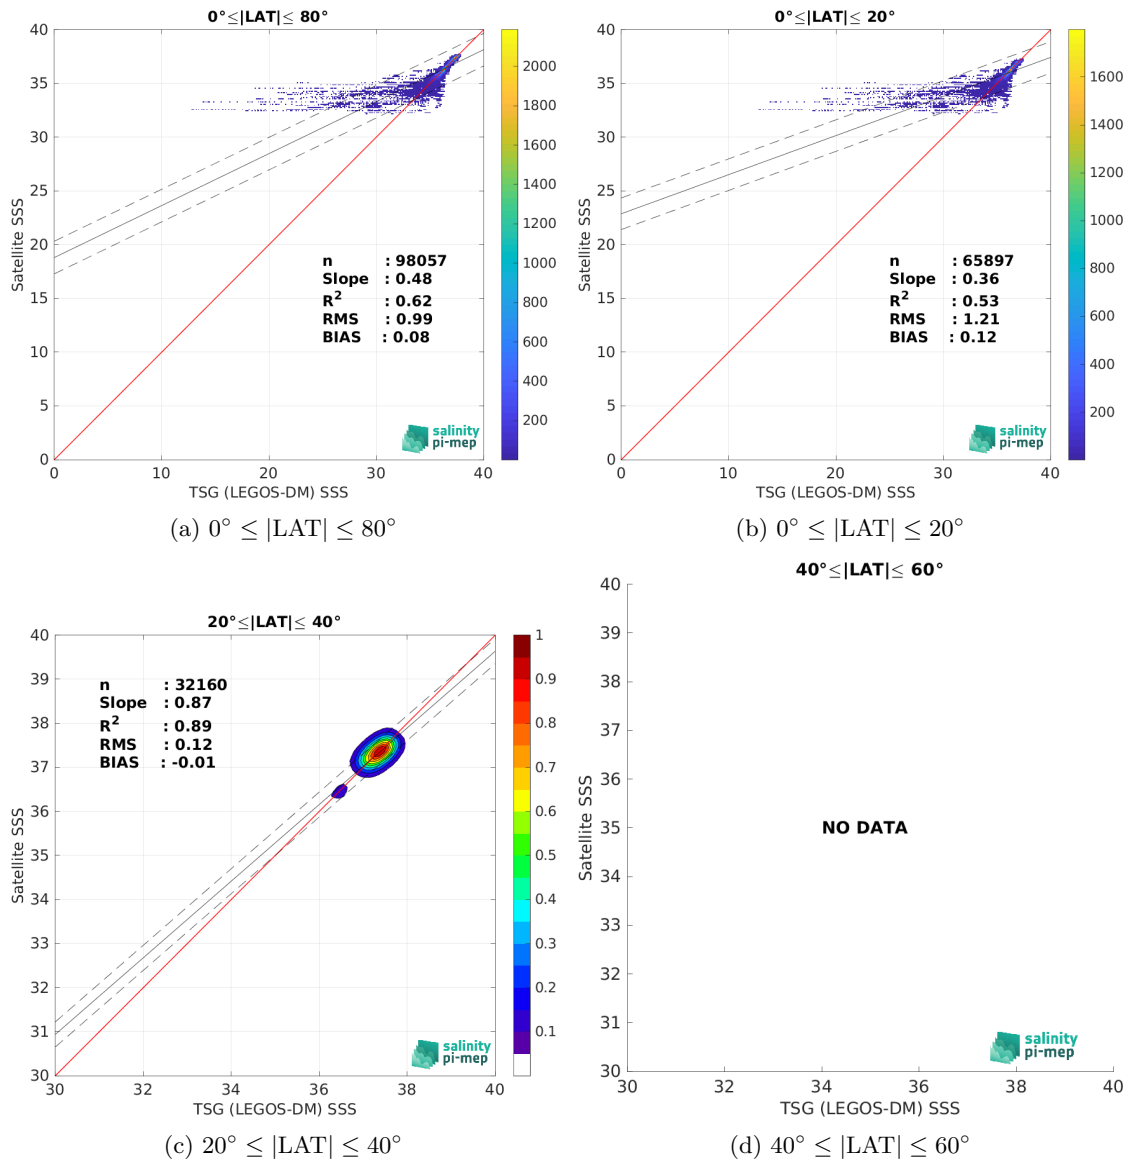 0°≤|LAT|≤ 80°
40
35
30
25
20
15
10
5
0
Satellite SSS
n : 98057
Slope : 0.48
R2 : 0.62
RMS : 0.99
BIAS : 0.08
salinity
pi-mep
0 10 20 30 40
TSG (LEGOS-DM) SSS
2000
1800
1600
1400
1200
1000
800
600
400
200
(a) 0° ≤ |LAT| ≤ 80°
0°≤|LAT|≤ 20°
40
35
30
25
20
15
10
5
0
Satellite SSS
n : 65897
Slope : 0.36
R2 : 0.53
RMS : 1.21
BIAS : 0.12
salinity
pi-mep
0 10 20 30 40
TSG (LEGOS-DM) SSS
1600
1400
1200
1000
800
600
400
200
(b) 0° ≤ |LAT| ≤ 20°
20°≤|LAT|≤ 40°
40
39
38
37
36
35
34
33
32
31
30
Satellite SSS
n : 32160
Slope : 0.87
R2 : 0.89
RMS : 0.12
BIAS : -0.01
salinity
pi-mep
30 32 34 36 38 40
TSG (LEGOS-DM) SSS
1
0.9
0.8
0.7
0.6
0.5
0.4
0.3
0.2
0.1
(c) 20° ≤ |LAT| ≤ 40°
40°≤|LAT|≤ 60°
40
39
38
37
36
35
34
33
32
31
30
Satellite SSS
NO DATA
salinity
pi-mep
30 32 34 36 38 40
TSG (LEGOS-DM) SSS
(d) 40° ≤ |LAT| ≤ 60°